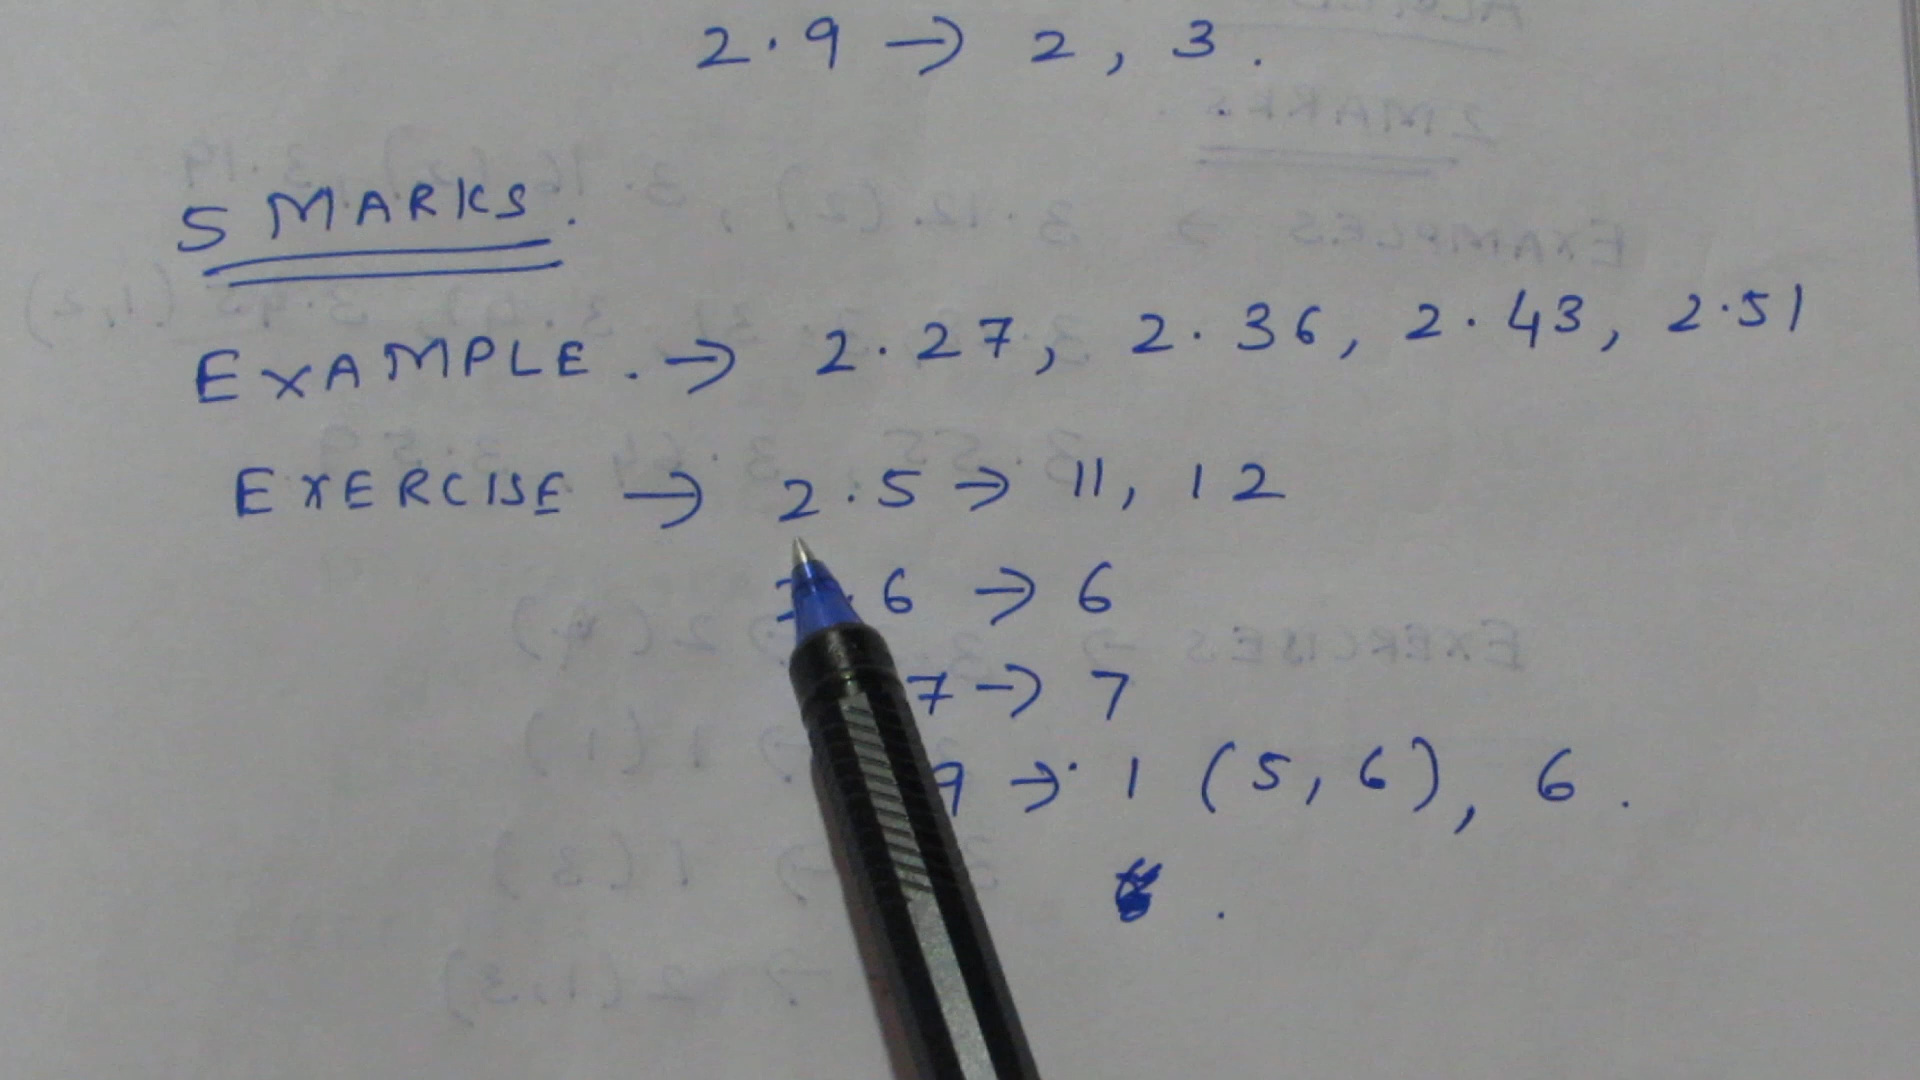 2.9 → 2, 3.
5 MARKS.
EXAMPLE. → 2.27, 2.36, 2.43, 2.51
EXERCISE → 2.5 → 11, 12
.6 → 6
7 → 7
9 → 1 (5, 6), 6.